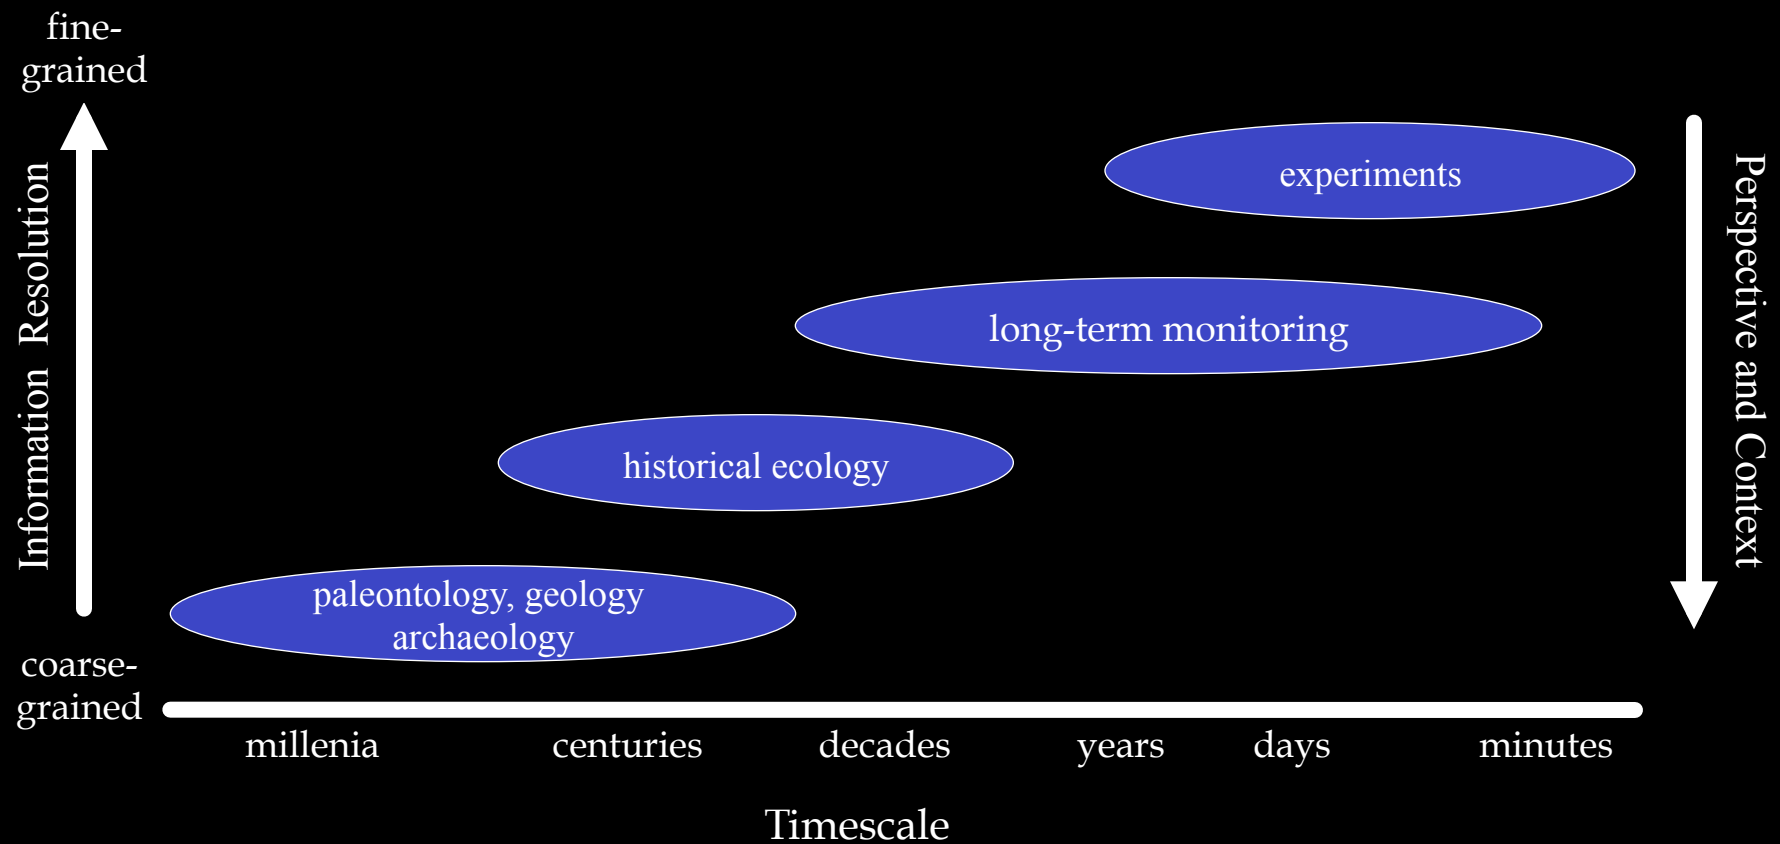 fine-
grained
Information Resolution
experiments
long-term monitoring
historical ecology
paleontology, geology
archaeology
Perspective and Context
coarse-
grained
millenia
centuries
decades
years
days
minutes
Timescale